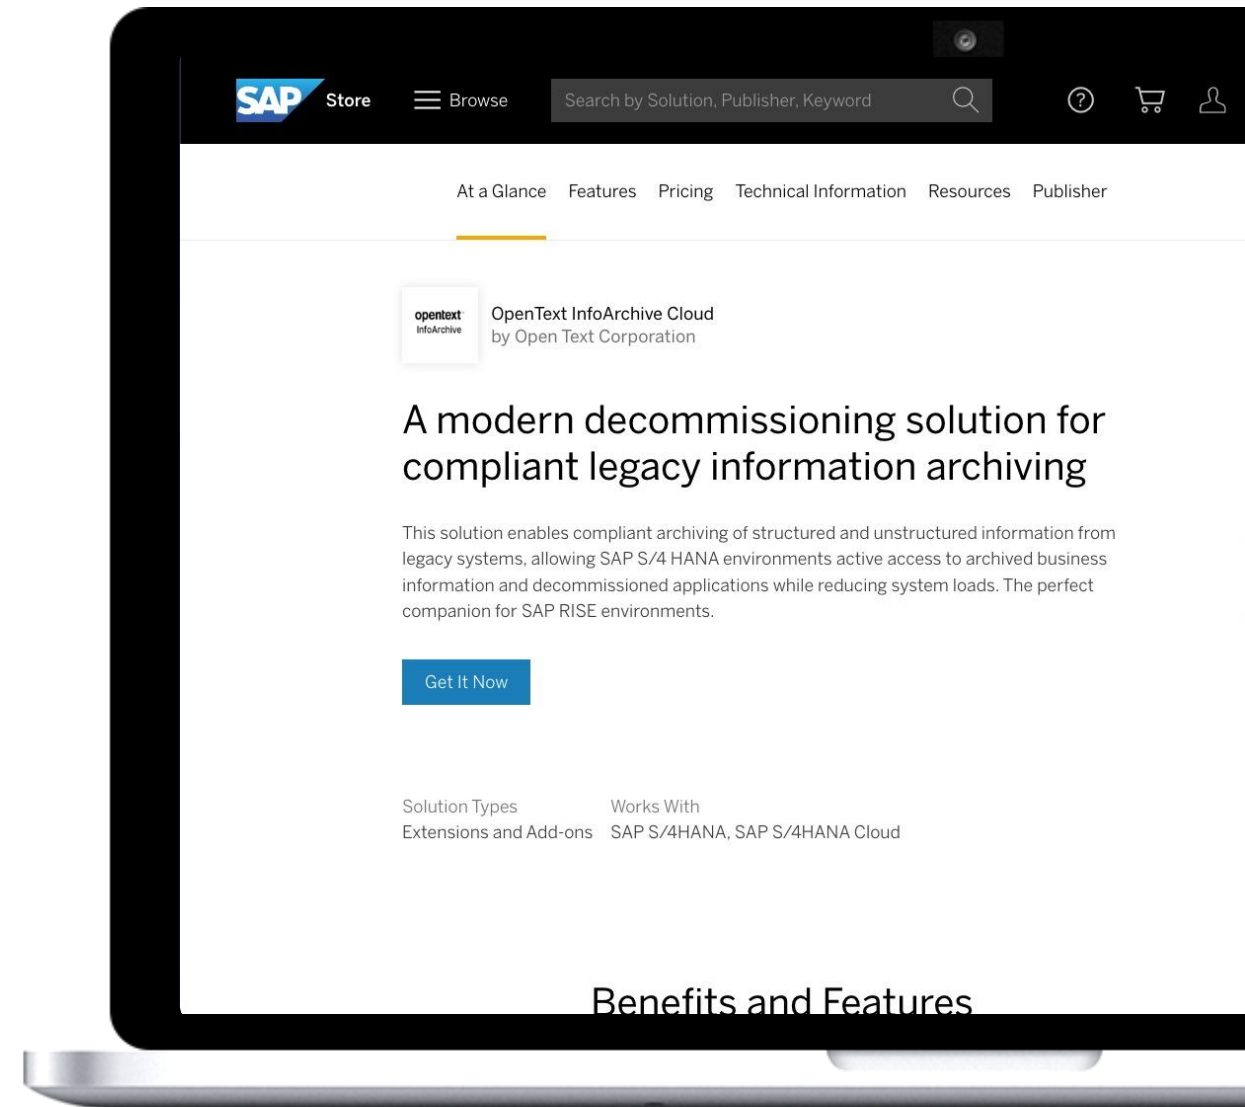 SAP Store Browse Search by Solution, Publisher, Keyword
At a Glance Features Pricing Technical Information Resources Publisher
opentext
InfoArchive
OpenText InfoArchive Cloud
by Open Text Corporation
A modern decommissioning solution for
compliant legacy information archiving
This solution enables compliant archiving of structured and unstructured information from
legacy systems, allowing SAP S/4 HANA environments active access to archived business
information and decommissioned applications while reducing system loads. The perfect
companion for SAP RISE environments.
Get It Now
Solution Types Works With
Extensions and Add-ons SAP S/4HANA, SAP S/4HANA Cloud
Benefits and Features